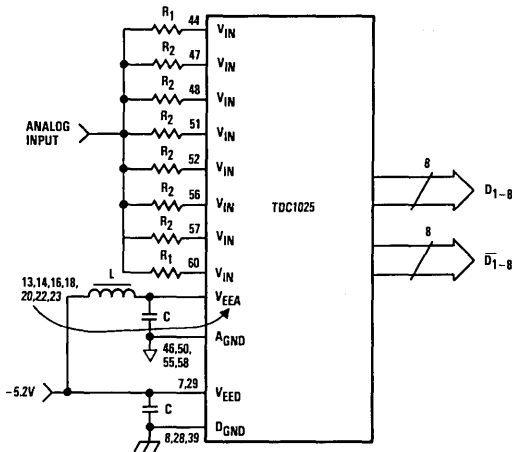 R1 44 VIN
R2 47 VIN
R2 48 VIN
ANALOG INPUT
R2 51 VIN
R2 52 VIN
R2 56 VIN
R2 57 VIN
R1 60 VIN
TDC1025
8 D1–8
8 D̅1–8
13,14,16,18,
20,22,23
L
VEEA
C
AGND
46,50,
55,58
–5.2V
7,29
VEED
C
DGND
8,28,39